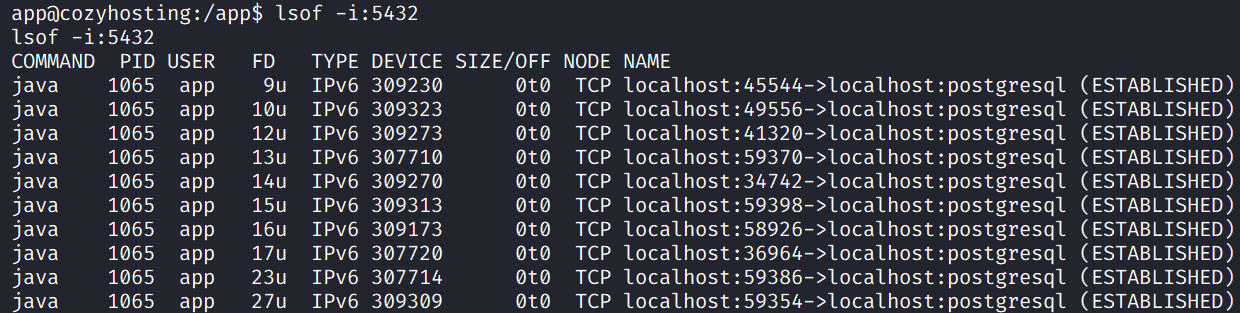 app@cozyhosting:/app$ lsof -i:5432
lsof -i:5432
COMMAND  PID USER   FD   TYPE DEVICE SIZE/OFF NODE NAME
java    1065  app    9u  IPv6 309230      0t0  TCP localhost:45544->localhost:postgresql (ESTABLISHED)
java    1065  app   10u  IPv6 309323      0t0  TCP localhost:49556->localhost:postgresql (ESTABLISHED)
java    1065  app   12u  IPv6 309273      0t0  TCP localhost:41320->localhost:postgresql (ESTABLISHED)
java    1065  app   13u  IPv6 307710      0t0  TCP localhost:59370->localhost:postgresql (ESTABLISHED)
java    1065  app   14u  IPv6 309270      0t0  TCP localhost:34742->localhost:postgresql (ESTABLISHED)
java    1065  app   15u  IPv6 309313      0t0  TCP localhost:59398->localhost:postgresql (ESTABLISHED)
java    1065  app   16u  IPv6 309173      0t0  TCP localhost:58926->localhost:postgresql (ESTABLISHED)
java    1065  app   17u  IPv6 307720      0t0  TCP localhost:36964->localhost:postgresql (ESTABLISHED)
java    1065  app   23u  IPv6 307714      0t0  TCP localhost:59386->localhost:postgresql (ESTABLISHED)
java    1065  app   27u  IPv6 309309      0t0  TCP localhost:59354->localhost:postgresql (ESTABLISHED)